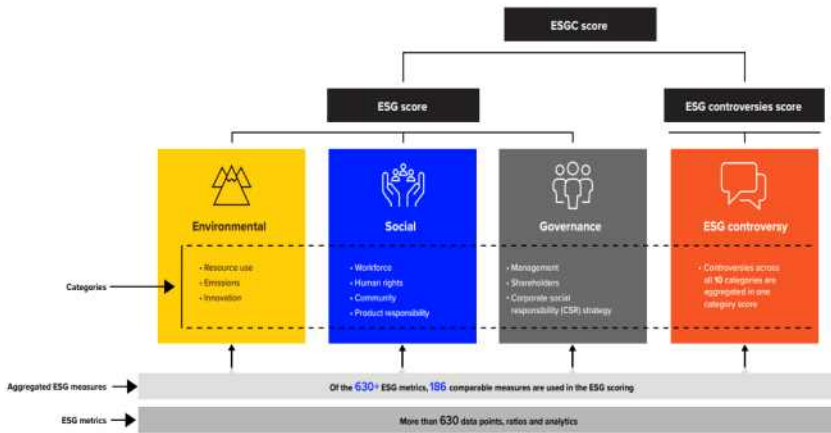 ESGC score
ESG score
ESG controversies score
Environmental
Social
Governance
ESG controversy
Categories
• Resource use
• Emissions
• Innovation
• Workforce
• Human rights
• Community
• Product responsibility
• Management
• Shareholders
• Corporate social
responsibility (CSR) strategy
• Controversies across
all 10 categories are
aggregated in one
category score
Aggregated ESG measures
Of the 630+ ESG metrics, 186 comparable measures are used in the ESG scoring
ESG metrics
More than 630 data points, ratios and analytics